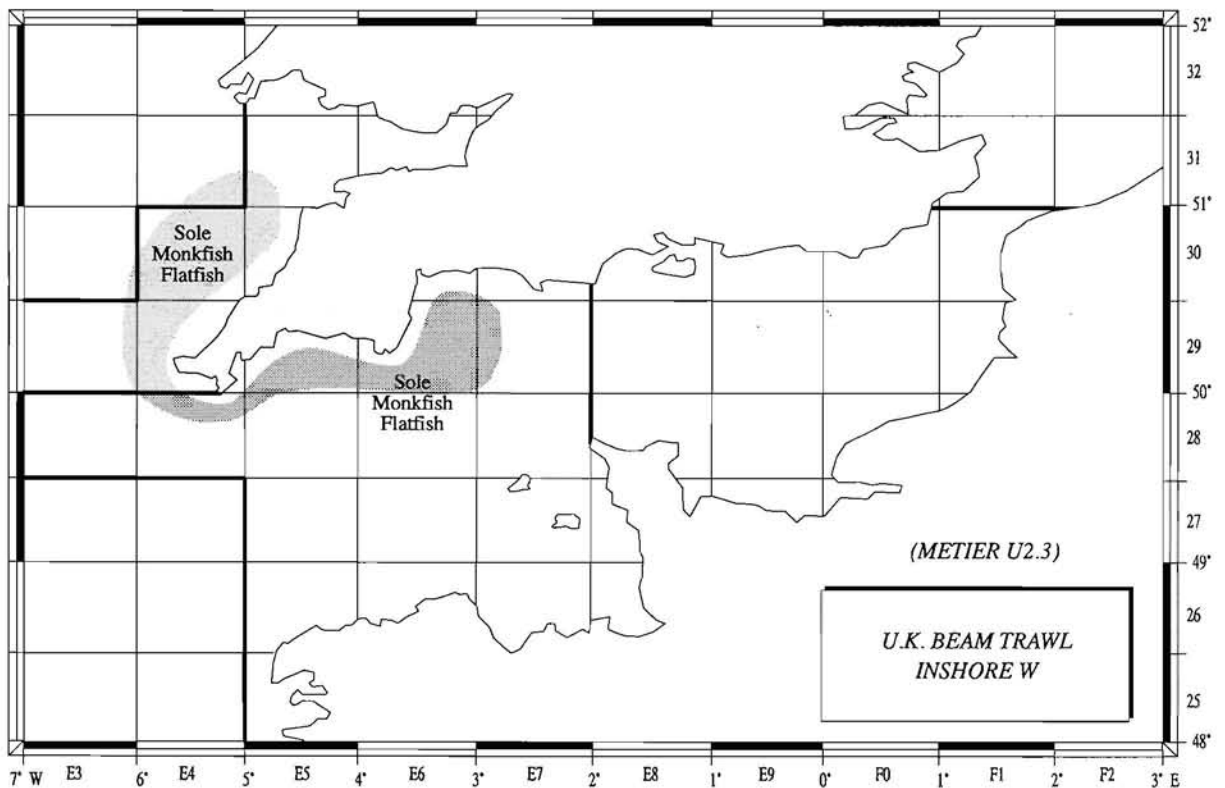 52°
32
31
51°
Sole
Monkfish
Flatfish
30
29
Sole
Monkfish
Flatfish
50°
28
27
(METIER U2.3)
49°
26
U.K. BEAM TRAWL
INSHORE W
25
48°
7° W E3 6° E4 5° E5 4° E6 3° E7 2° E8 1° E9 0° F0 1° F1 2° F2 3° E